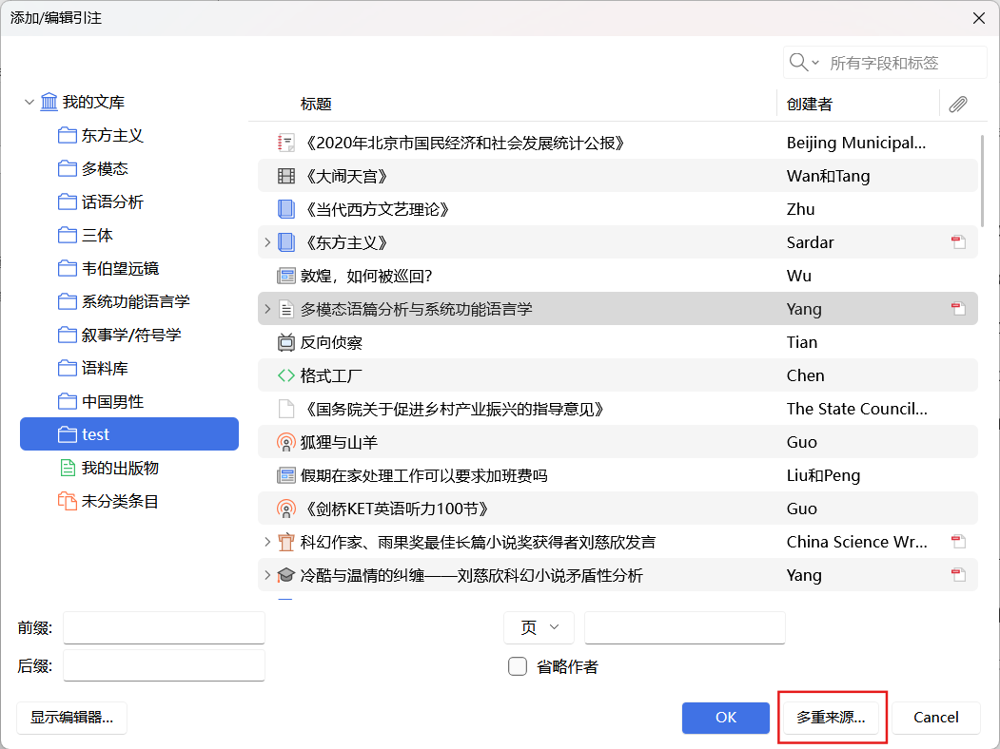 添加/编辑引注
所有字段和标签
我的文库
东方主义
多模态
话语分析
三体
韦伯望远镜
系统功能语言学
叙事学/符号学
语料库
中国男性
test
我的出版物
未分类条目
标题 创建者
《2020年北京市国民经济和社会发展统计公报》 Beijing Municipal...
《大闹天宫》 Wan和Tang
《当代西方文艺理论》 Zhu
《东方主义》 Sardar
敦煌，如何被巡回？ Wu
多模态语篇分析与系统功能语言学 Yang
反向侦察 Tian
格式工厂 Chen
《国务院关于促进乡村产业振兴的指导意见》 The State Council...
狐狸与山羊 Guo
假期在家处理工作可以要求加班费吗 Liu和Peng
《剑桥KET英语听力100节》 Guo
科幻作家、雨果奖最佳长篇小说奖获得者刘慈欣发言 China Science Wr...
冷酷与温情的纠缠——刘慈欣科幻小说矛盾性分析 Yang
前缀: 页
后缀: 省略作者
显示编辑器... OK 多重来源... Cancel